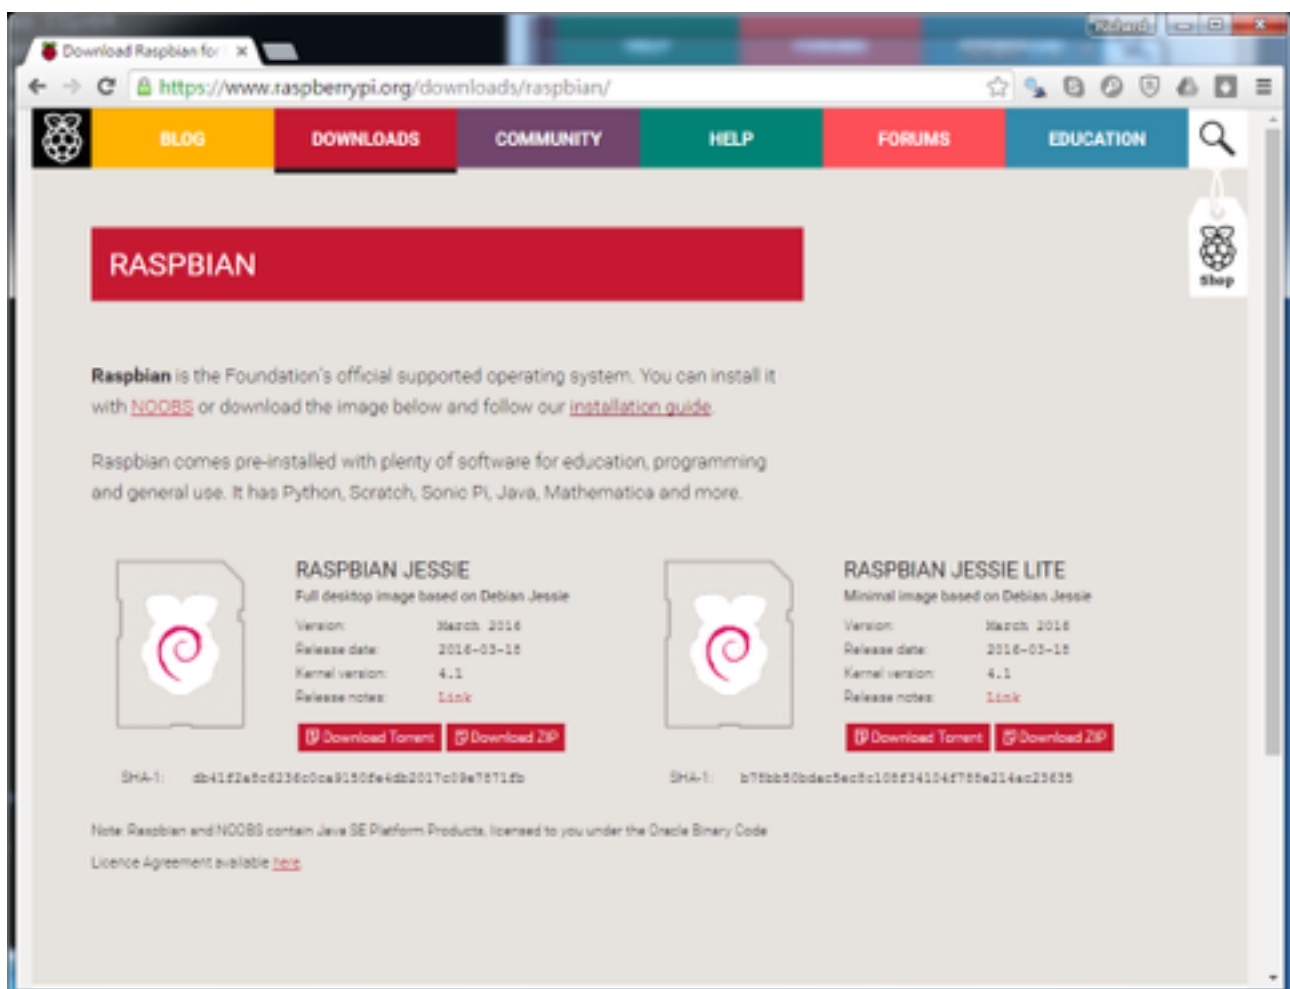 Richard
Download Raspbian for
https://www.raspberrypi.org/downloads/raspbian/
BLOG DOWNLOADS COMMUNITY HELP FORUMS EDUCATION
Shop
RASPBIAN
Raspbian is the Foundation's official supported operating system. You can install it
with NOOBS or download the image below and follow our installation guide.
Raspbian comes pre-installed with plenty of software for education, programming
and general use. It has Python, Scratch, Sonic Pi, Java, Mathematica and more.
RASPBIAN JESSIE
Full desktop image based on Debian Jessie
Version: March 2016
Release date: 2016-03-18
Kernel version: 4.1
Release notes: Link
Download Torrent Download ZIP
SHA-1:
RASPBIAN JESSIE LITE
Minimal image based on Debian Jessie
Version: March 2016
Release date: 2016-03-18
Kernel version: 4.1
Release notes: Link
Download Torrent Download ZIP
SHA-1:
Note: Raspbian and NOOBS contain Java SE Platform Products, licensed to you under the Oracle Binary Code
Licence Agreement available here.